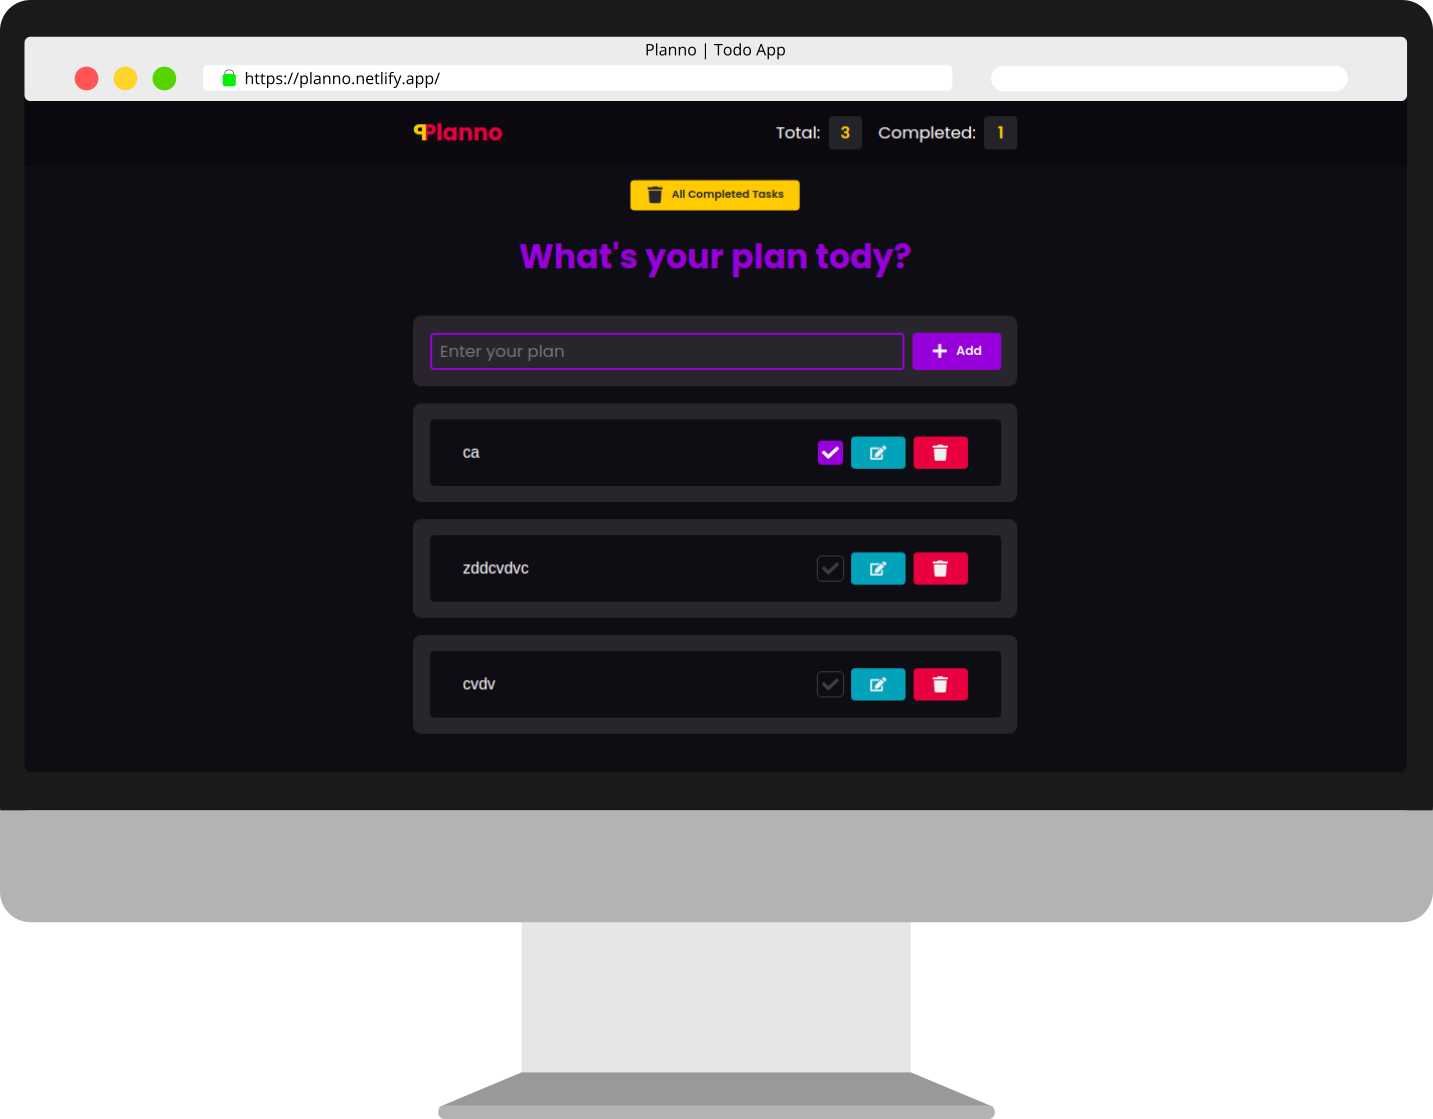 Planno | Todo App
https://planno.netlify.app/
Planno Total: 3 Completed: 1
All Completed Tasks
What's your plan tody?
Enter your plan Add
ca
zddcvdvc
cvdv